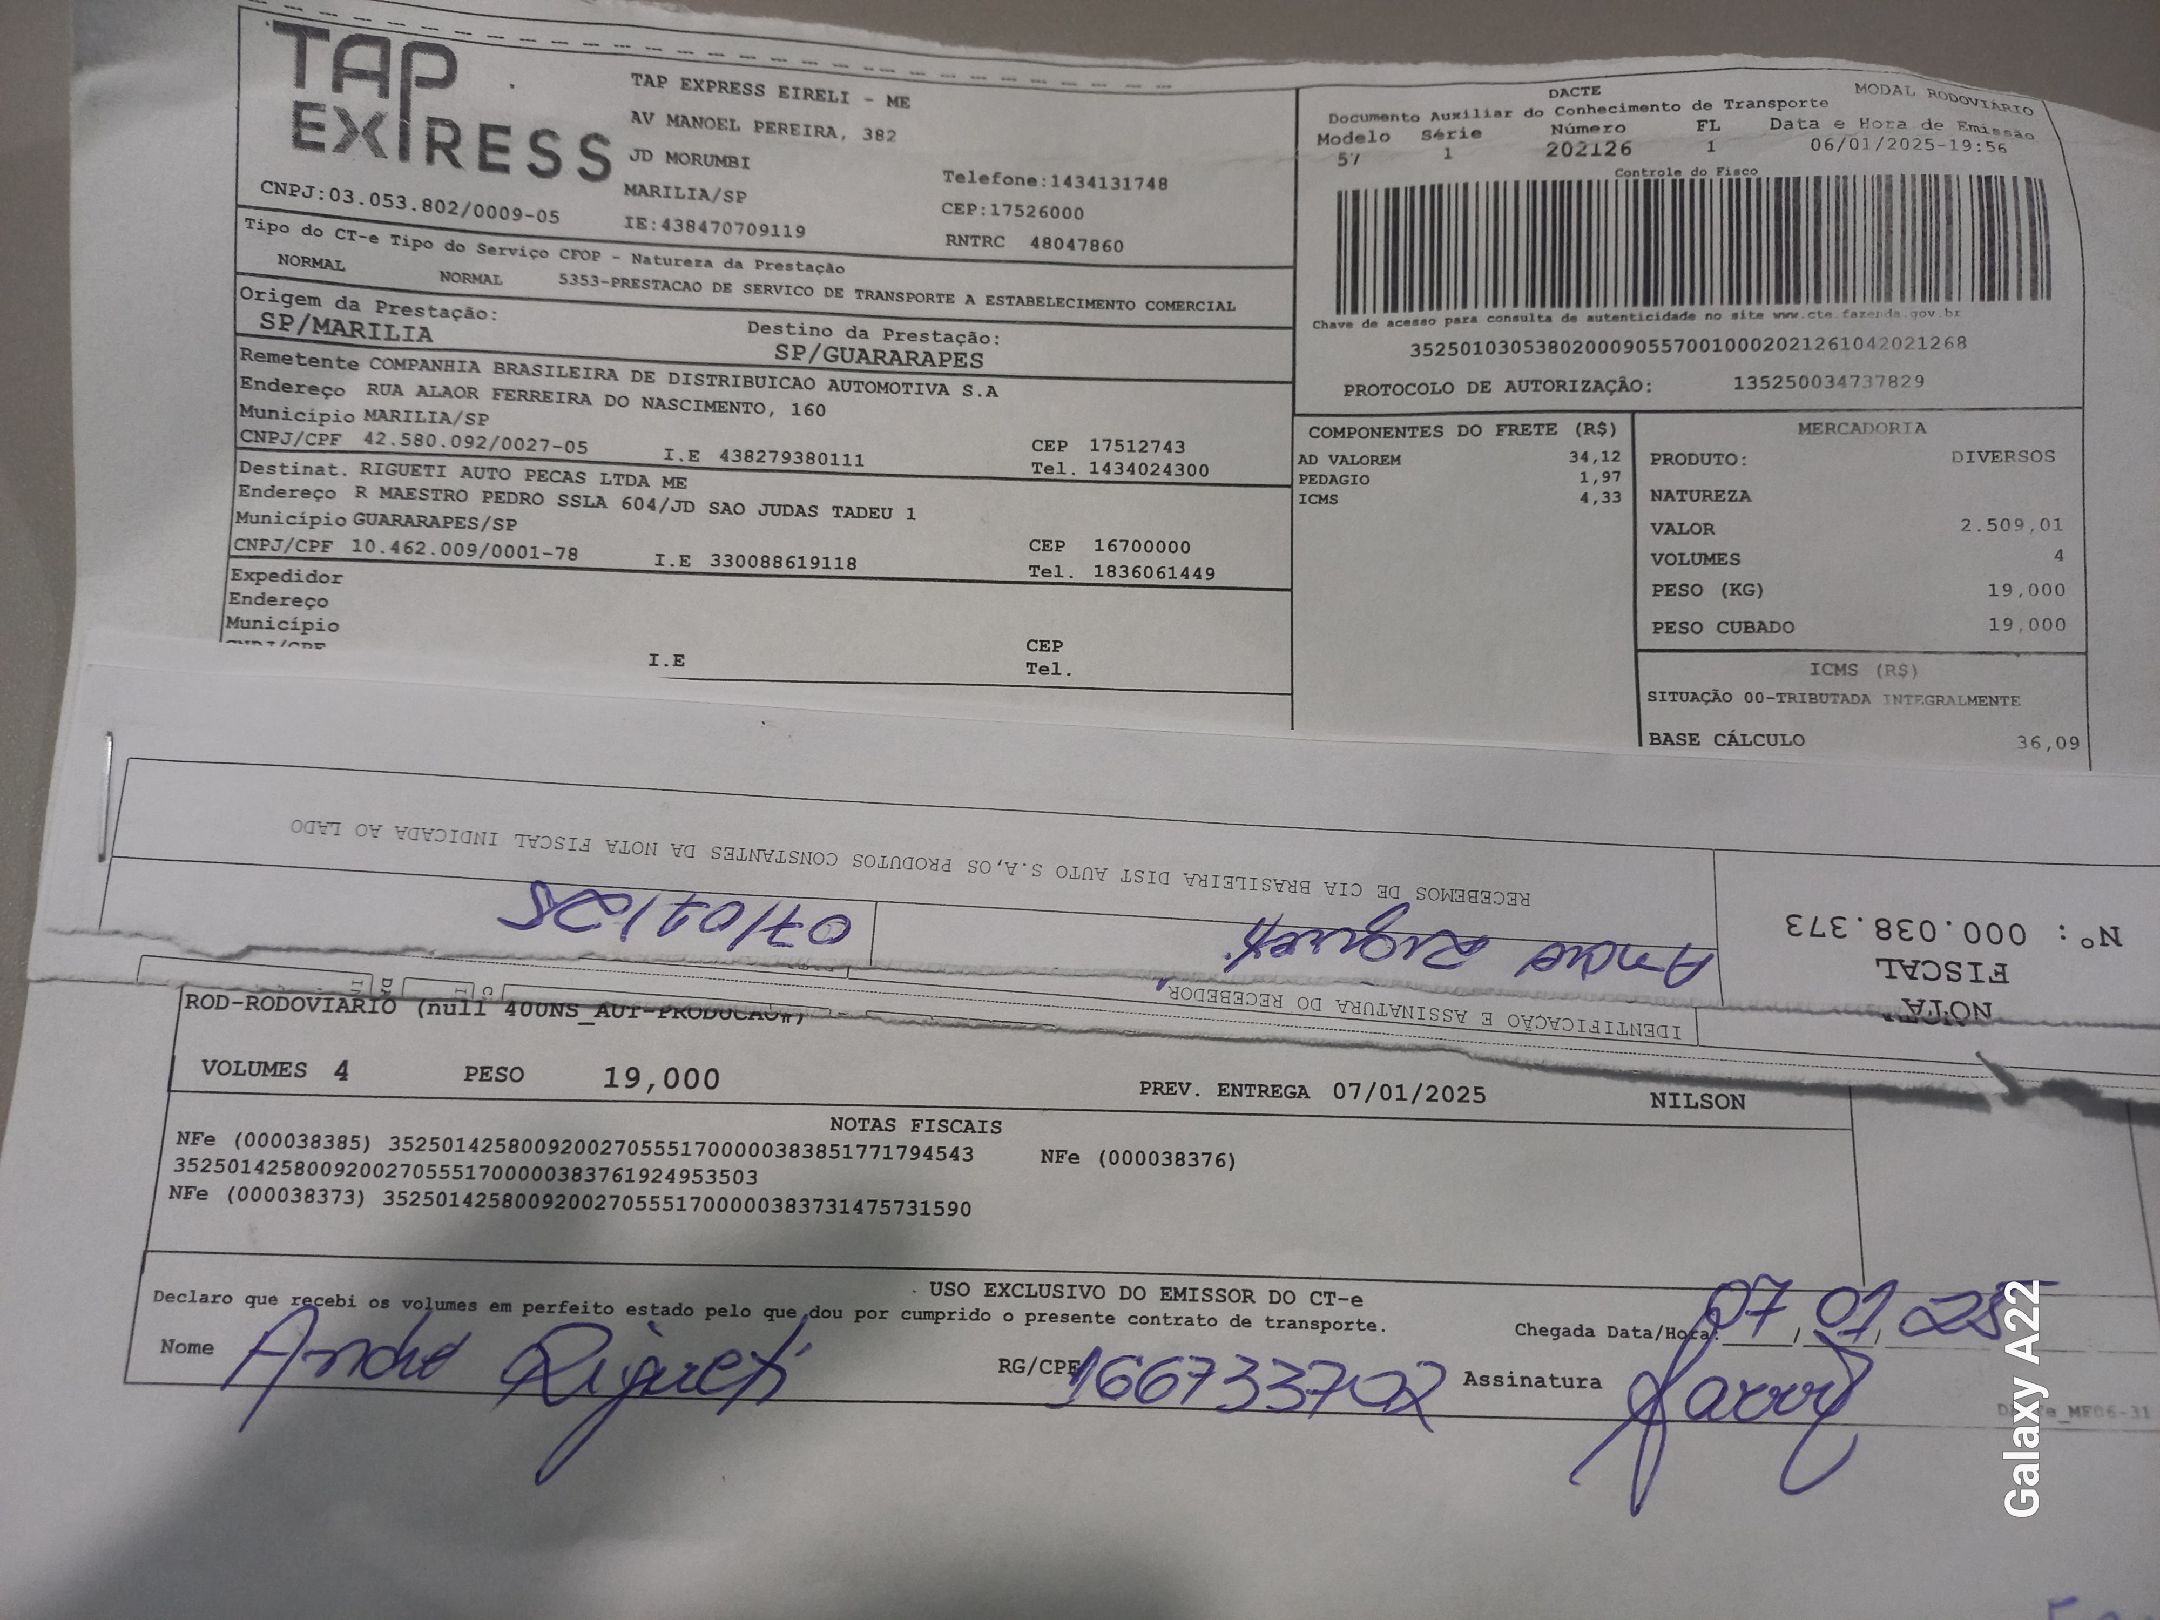 TAP EXPRESS
TAP EXPRESS EIRELI - ME
AV MANOEL PEREIRA, 382
JD MORUMBI
MARILIA/SP
IE:438470709119
Telefone:1434131748
CEP:17526000
RNTRC 48047860
CNPJ:03.053.802/0009-05
DACTE
MODAL RODOVIÁRIO
Documento Auxiliar do Conhecimento de Transporte
Modelo Série Número FL Data e Hora de Emissão
57 1 202126 1 06/01/2025-19:56
Controle do Fisco
Chave de acesso para consulta de autenticidade no site www.cte.fazenda.gov.br
35250103053802000905570010002021261042021268
PROTOCOLO DE AUTORIZAÇÃO: 135250034737829
Tipo do CT-e Tipo do Serviço CFOP - Natureza da Prestação
NORMAL NORMAL 5353-PRESTACAO DE SERVICO DE TRANSPORTE A ESTABELECIMENTO COMERCIAL
Origem da Prestação: Destino da Prestação:
SP/MARILIA SP/GUARARAPES
Remetente COMPANHIA BRASILEIRA DE DISTRIBUICAO AUTOMOTIVA S.A
Endereço RUA ALAOR FERREIRA DO NASCIMENTO, 160
Município MARILIA/SP CEP 17512743
CNPJ/CPF 42.580.092/0027-05 I.E 438279380111 Tel. 1434024300
Destinat. RIGUETI AUTO PECAS LTDA ME
Endereço R MAESTRO PEDRO SSLA 604/JD SAO JUDAS TADEU 1
Município GUARARAPES/SP CEP 16700000
CNPJ/CPF 10.462.009/0001-78 I.E 330088619118 Tel. 1836061449
Expedidor
Endereço
Município CEP
CNPJ/CPF I.E Tel.
COMPONENTES DO FRETE (R$)
AD VALOREM 34,12
PEDAGIO 1,97
ICMS 4,33
MERCADORIA
PRODUTO: DIVERSOS
NATUREZA
VALOR 2.509,01
VOLUMES 4
PESO (KG) 19,000
PESO CUBADO 19,000
ICMS (R$)
SITUAÇÃO 00-TRIBUTADA INTEGRALMENTE
BASE CÁLCULO 36,09
RECEBEMOS DE CIA BRASILEIRA DIST AUTO S.A,OS PRODUTOS CONSTANTES DA NOTA FISCAL INDICADA AO LADO
07/01/25
Andre Rigueti
IDENTIFICAÇÃO E ASSINATURA DO RECEBEDOR
NOTA
FISCAL
Nº: 000.038.373
ROD-RODOVIARIO (null 400NS_AUT-PRODUCAO#)
VOLUMES 4 PESO 19,000 PREV. ENTREGA 07/01/2025 NILSON
NOTAS FISCAIS
NFe (000038385) 35250142580092002705551700000383851771794543 NFe (000038376)
35250142580092002705551700000383761924953503
NFe (000038373) 35250142580092002705551700000383731475731590
USO EXCLUSIVO DO EMISSOR DO CT-e
Declaro que recebi os volumes em perfeito estado pelo que dou por cumprido o presente contrato de transporte.
Chegada Data/Hora: 07/01/25
Nome Andre Rigueti RG/CPF 166733702 Assinatura
Galaxy A22